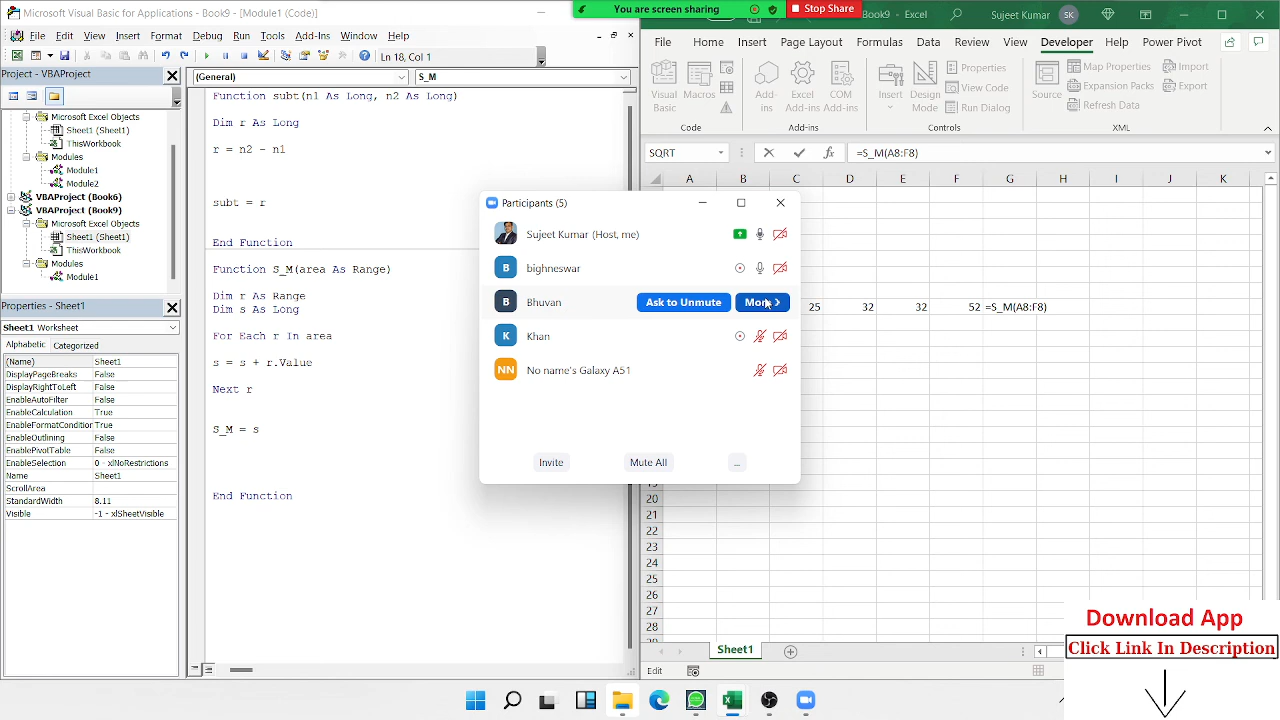 Microsoft Visual Basic for Applications - Book9 - [Module1 (Code)]
You are screen sharing
Stop Share
Book9 - Excel
Sujeet Kumar
SK
File Edit View Insert Format Debug Run Tools Add-Ins Window Help
File Home Insert Page Layout Formulas Data Review View Developer Help Power Pivot
Ln 18, Col 1
Project - VBAProject
(General)
S_M
Visual Basic
Macros
Add-ins
Excel Add-ins
COM Add-ins
Insert
Design Mode
Properties
View Code
Run Dialog
Source
Map Properties
Expansion Packs
Refresh Data
Import
Export
Code
Add-ins
Controls
XML
Microsoft Excel Objects
Sheet1 (Sheet1)
ThisWorkbook
Modules
Module1
Module2
VBAProject (Book6)
VBAProject (Book9)
Microsoft Excel Objects
Sheet1 (Sheet1)
ThisWorkbook
Modules
Module1
Function subt(n1 As Long, n2 As Long)
Dim r As Long
r = n2 - n1
subt = r
End Function
Function S_M(area As Range)
Dim r As Range
Dim s As Long
For Each r In area
s = s + r.Value
Next r
S_M = s
End Function
SQRT
=S_M(A8:F8)
A B C D E F G H I J K
25 32 32 52 =S_M(A8:F8)
Participants (5)
Sujeet Kumar (Host, me)
B bighneswar
B Bhuvan
Ask to Unmute
More
K Khan
NN No name's Galaxy A51
Invite
Mute All
...
Properties - Sheet1
Sheet1 Worksheet
Alphabetic Categorized
(Name) Sheet1
DisplayPageBreaks False
DisplayRightToLeft False
EnableAutoFilter False
EnableCalculation True
EnableFormatCondition True
EnableOutlining False
EnablePivotTable False
EnableSelection 0 - xlNoRestrictions
Name Sheet1
ScrollArea
StandardWidth 8.11
Visible -1 - xlSheetVisible
20
21
22
23
24
25
26
27
28
Sheet1
Edit
Download App
Click Link In Description